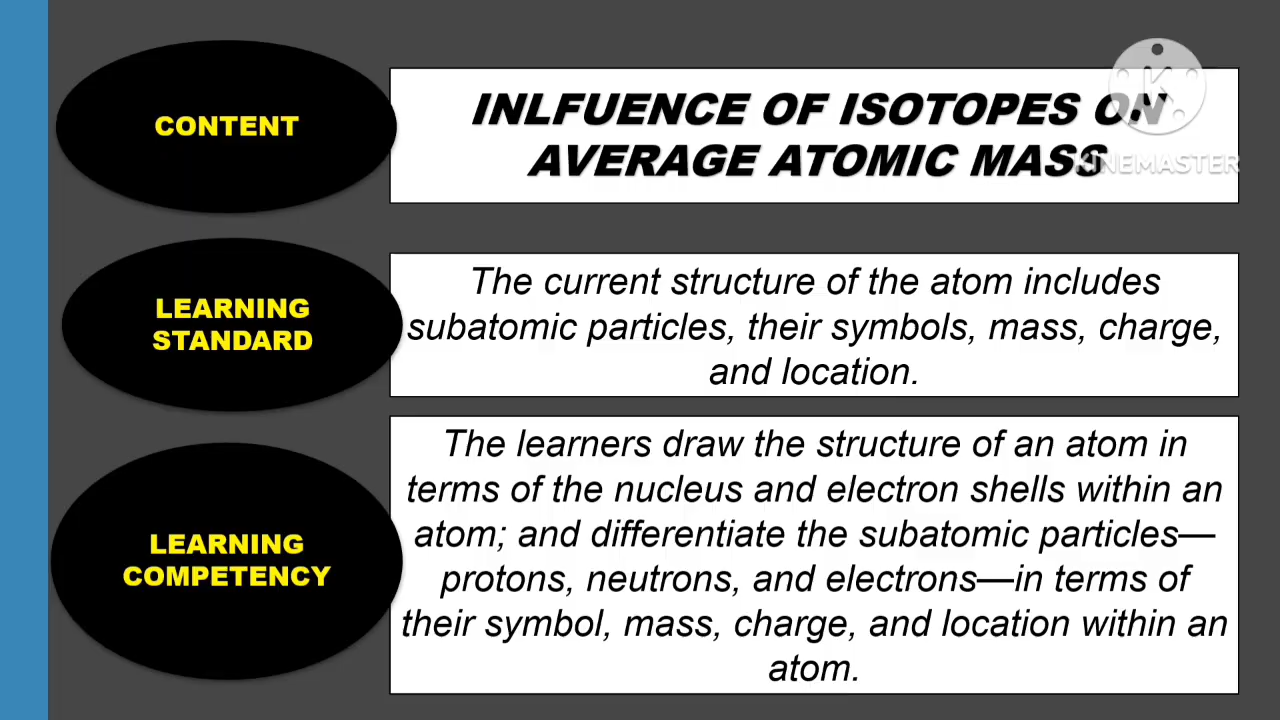 CONTENT
INLFUENCE OF ISOTOPES ON
AVERAGE ATOMIC MASS
KINEMASTER
LEARNING
STANDARD
The current structure of the atom includes
subatomic particles, their symbols, mass, charge,
and location.
LEARNING
COMPETENCY
The learners draw the structure of an atom in
terms of the nucleus and electron shells within an
atom; and differentiate the subatomic particles—
protons, neutrons, and electrons—in terms of
their symbol, mass, charge, and location within an
atom.